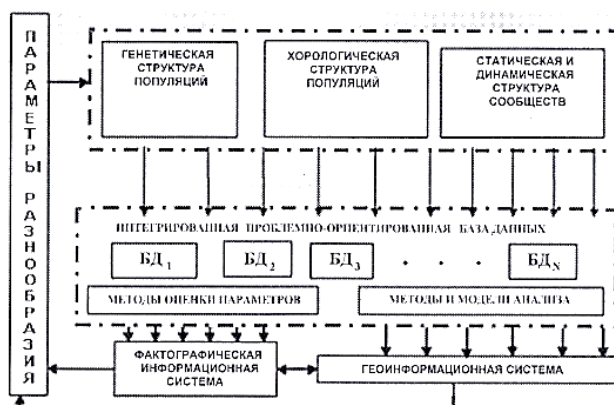 ПАРАМЕТРЫ РАЗНООБРАЗИЯ
ГЕНЕТИЧЕСКАЯ
СТРУКТУРА
ПОПУЛЯЦИЙ
ХОРОЛОГИЧЕСКАЯ
СТРУКТУРА
ПОПУЛЯЦИЙ
СТАТИЧЕСКАЯ И
ДИНАМИЧЕСКАЯ
СТРУКТУРА
СООБЩЕСТВ
ИНТЕГРИРОВАННАЯ ПРОБЛЕМНО-ОРИЕНТИРОВАННАЯ БАЗА ДАННЫХ
БД1 БД2 БД3 . . . БДN
МЕТОДЫ ОЦЕНКИ ПАРАМЕТРОВ
МЕТОДЫ И МОДЕЛИ АНАЛИЗА
ФАКТОГРАФИЧЕСКАЯ
ИНФОРМАЦИОННАЯ
СИСТЕМА
ГЕОИНФОРМАЦИОННАЯ СИСТЕМА